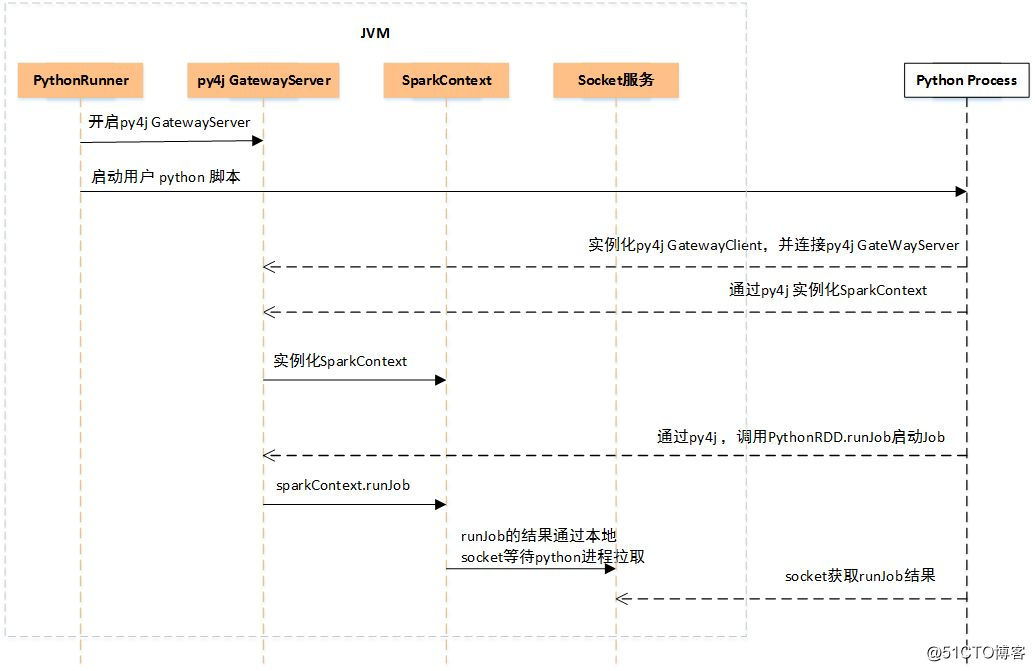 JVM
PythonRunner
py4j GatewayServer
SparkContext
Socket服务
Python Process
开启py4j GatewayServer
启动用户 python 脚本
实例化py4j GatewayClient，并连接py4j GateWayServer
通过py4j 实例化SparkContext
实例化SparkContext
通过py4j ，调用PythonRDD.runJob启动Job
sparkContext.runJob
runJob的结果通过本地
socket等待python进程拉取
socket获取runJob结果
@51CTO博客